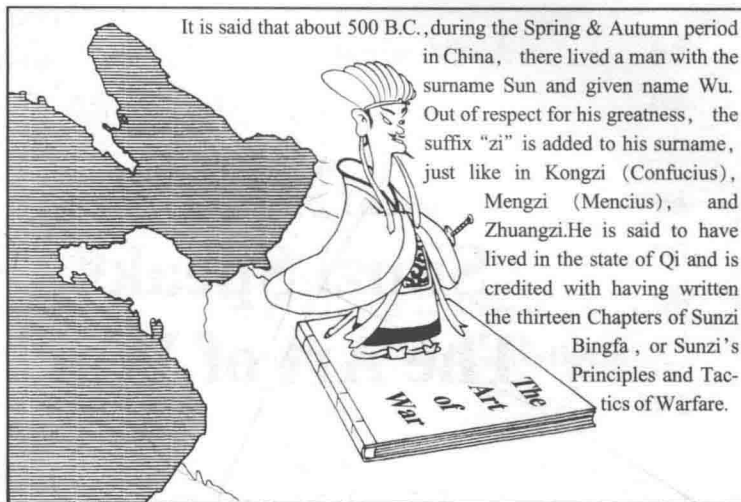 It is said that about 500 B.C.,during the Spring & Autumn period
in China, there lived a man with the
surname Sun and given name Wu.
Out of respect for his greatness, the
suffix “zi” is added to his surname,
just like in Kongzi (Confucius),
Mengzi (Mencius), and
Zhuangzi.He is said to have
lived in the state of Qi and is
credited with having written
the thirteen Chapters of Sunzi
Bingfa , or Sunzi’s
Principles and Tac-
tics of Warfare.
The
Art
of
War